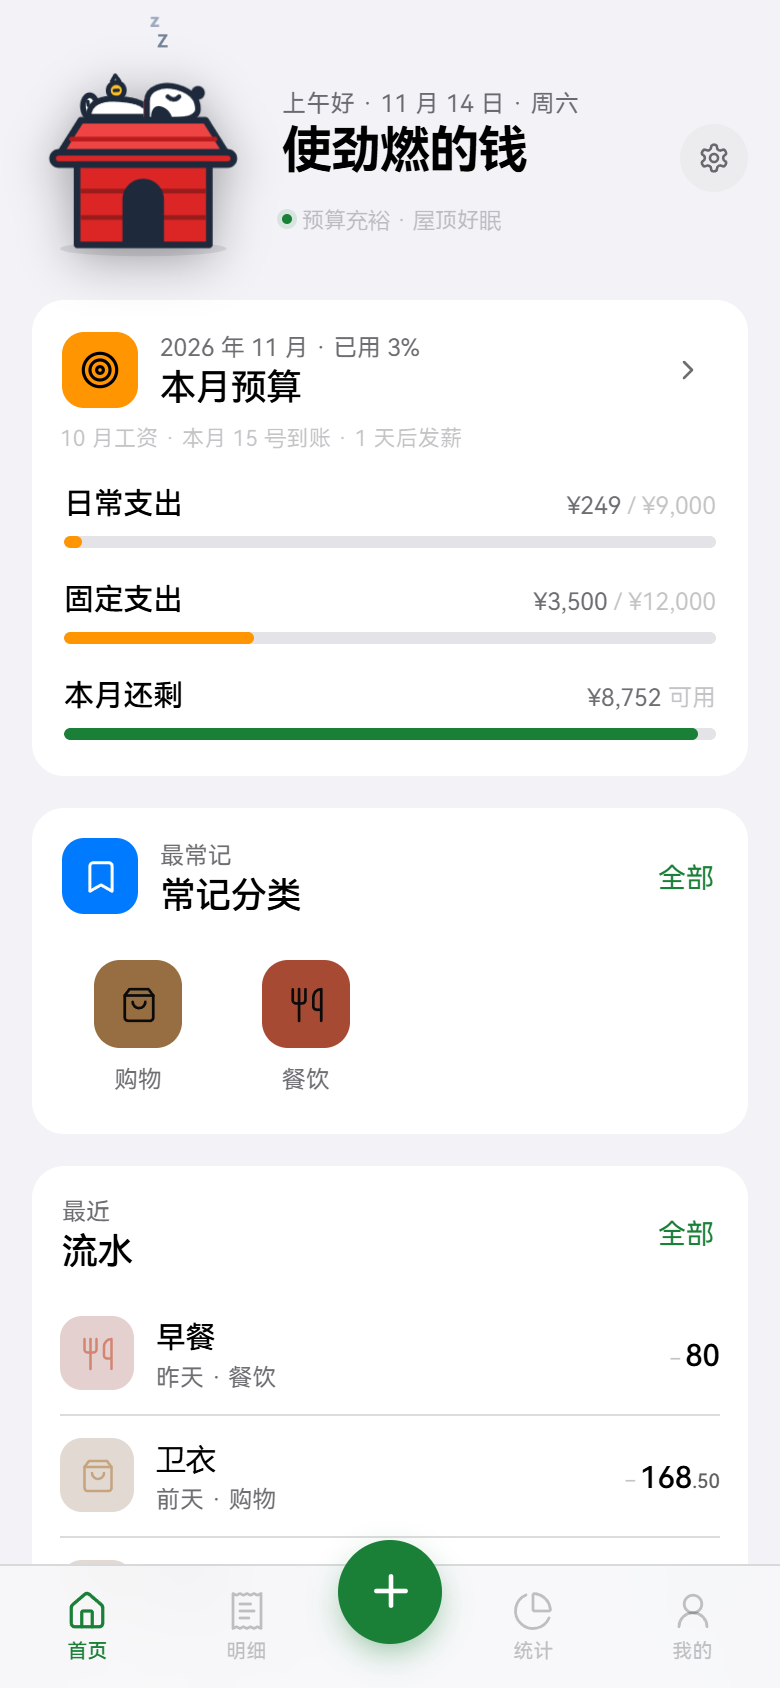 z
z
上午好 · 11 月 14 日 · 周六
使劲燃的钱
预算充裕 · 屋顶好眠
2026 年 11 月 · 已用 3%
本月预算
10 月工资 · 本月 15 号到账 · 1 天后发薪
日常支出 ¥249 / ¥9,000
固定支出 ¥3,500 / ¥12,000
本月还剩 ¥8,752 可用
最常记
常记分类 全部
购物 餐饮
最近
流水 全部
早餐 -80
昨天 · 餐饮
卫衣 -168.50
前天 · 购物
首页 明细 统计 我的